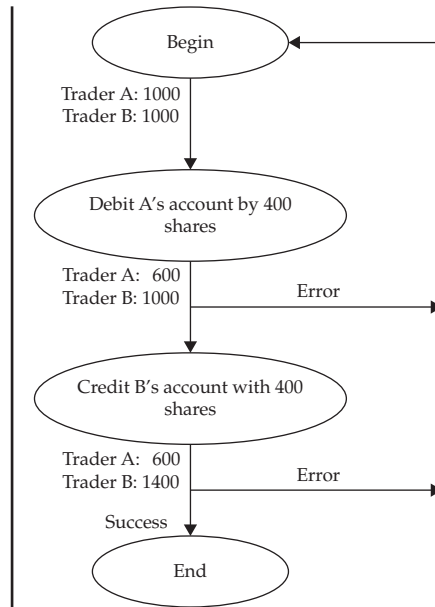 Begin
Trader A: 1000
Trader B: 1000
Debit A's account by 400
shares
Trader A: 600
Trader B: 1000
Error
Credit B's account with 400
shares
Trader A: 600
Trader B: 1400
Error
Success
End